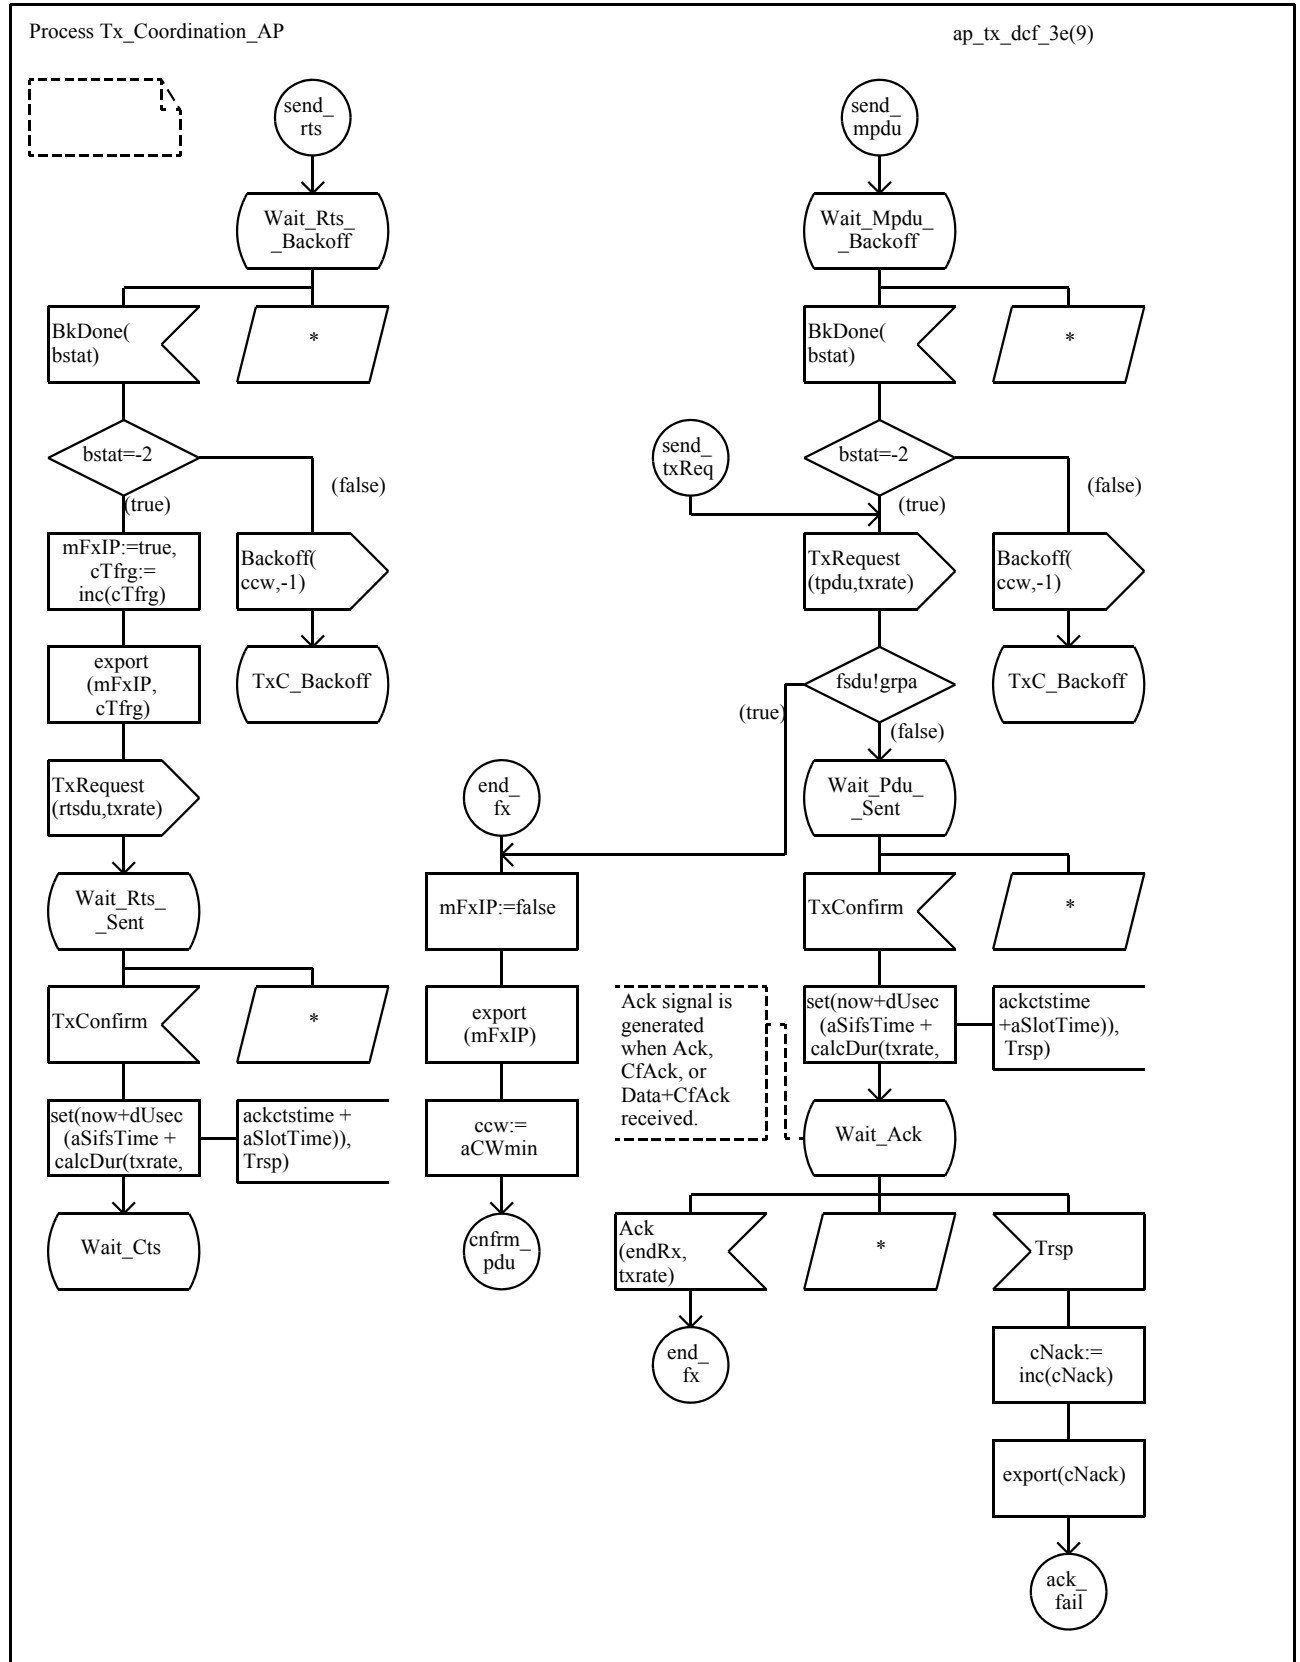 Process Tx_Coordination_AP
ap_tx_dcf_3e(9)
send_
rts
Wait_Rts_
_Backoff
BkDone(
bstat)
*
bstat=-2
(true)
(false)
mFxIP:=true,
cTfrg:=
inc(cTfrg)
Backoff(
ccw,-1)
export
(mFxIP,
cTfrg)
TxC_Backoff
TxRequest
(rtsdu,txrate)
Wait_Rts_
_Sent
TxConfirm
*
set(now+dUsec
(aSifsTime +
calcDur(txrate,
ackctstime +
aSlotTime)),
Trsp)
Wait_Cts
end_
fx
mFxIP:=false
export
(mFxIP)
ccw:=
aCWmin
cnfrm_
pdu
send_
mpdu
Wait_Mpdu_
_Backoff
BkDone(
bstat)
*
send_
txReq
bstat=-2
(true)
(false)
TxRequest
(tpdu,txrate)
Backoff(
ccw,-1)
fsdu!grpa
(true)
(false)
TxC_Backoff
Wait_Pdu_
_Sent
TxConfirm
*
Ack signal is
generated
when Ack,
CfAck, or
Data+CfAck
received.
set(now+dUsec
(aSifsTime +
calcDur(txrate,
ackctstime
+aSlotTime)),
Trsp)
Wait_Ack
Ack
(endRx,
txrate)
*
Trsp
end_
fx
cNack:=
inc(cNack)
export(cNack)
ack_
fail